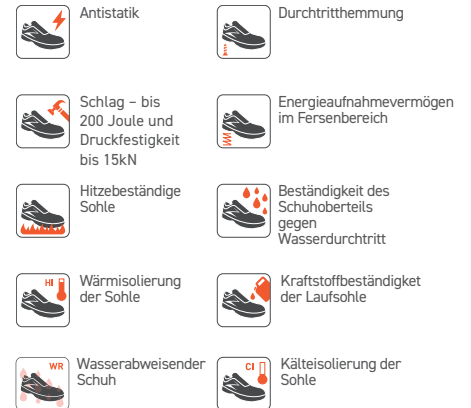 Antistatik
Durchtritthemmung
Schlag – bis
200 Joule und
Druckfestigkeit
bis 15kN
Energieaufnahmevermögen
im Fersenbereich
Hitzebeständige
Sohle
Beständigkeit des
Schuhoberteils
gegen
Wasserdurchtritt
HI
Wärmisolierung
der Sohle
Kraftstoffbeständigket
der Laufsohle
WR
Wasserabweisender
Schuh
CI
Kälteisolierung der
Sohle